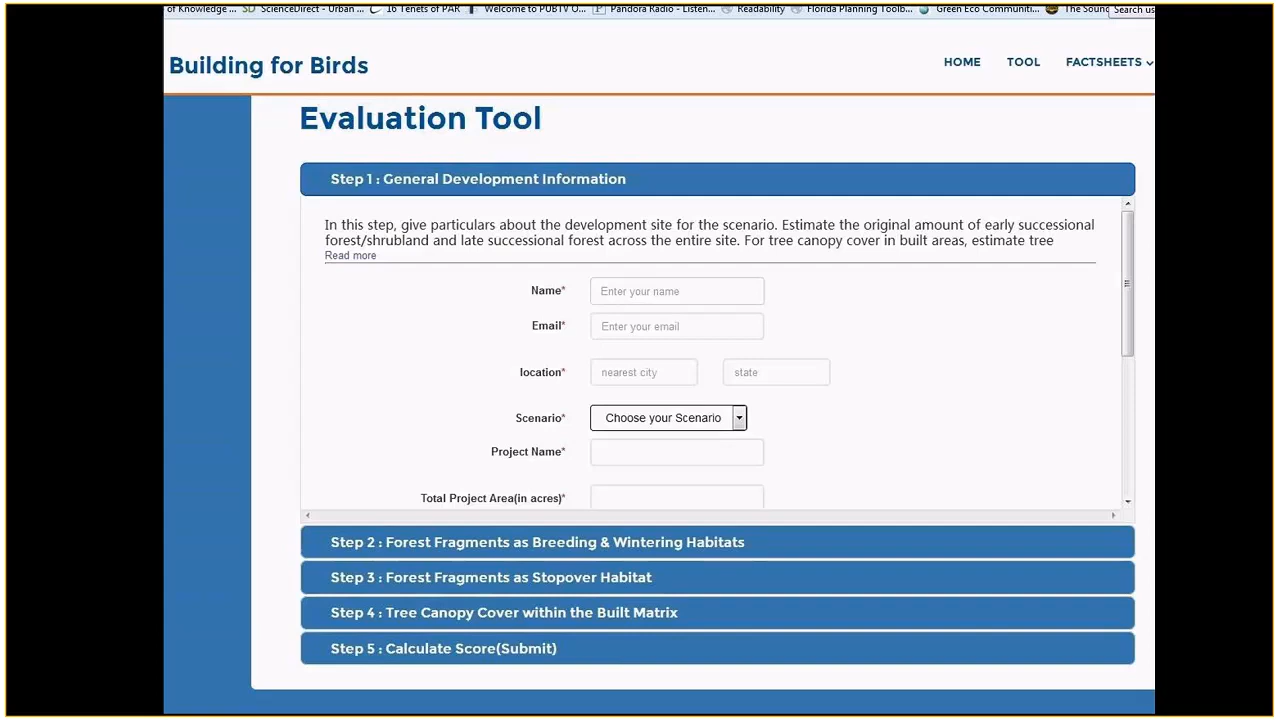 of Knowledge ... SD ScienceDirect - Urban ... 16 Tenets of PAR Welcome to PUBTV O... P Pandora Radio - Listen... Readability Florida Planning Toolb... Green Eco Communiti... The Sound Search us
Building for Birds
HOME TOOL FACTSHEETS
Evaluation Tool
Step 1 : General Development Information
In this step, give particulars about the development site for the scenario. Estimate the original amount of early successional
forest/shrubland and late successional forest across the entire site. For tree canopy cover in built areas, estimate tree
Read more
Name* Enter your name
Email* Enter your email
location* nearest city state
Scenario* Choose your Scenario
Project Name*
Total Project Area(in acres)*
Step 2 : Forest Fragments as Breeding & Wintering Habitats
Step 3 : Forest Fragments as Stopover Habitat
Step 4 : Tree Canopy Cover within the Built Matrix
Step 5 : Calculate Score(Submit)